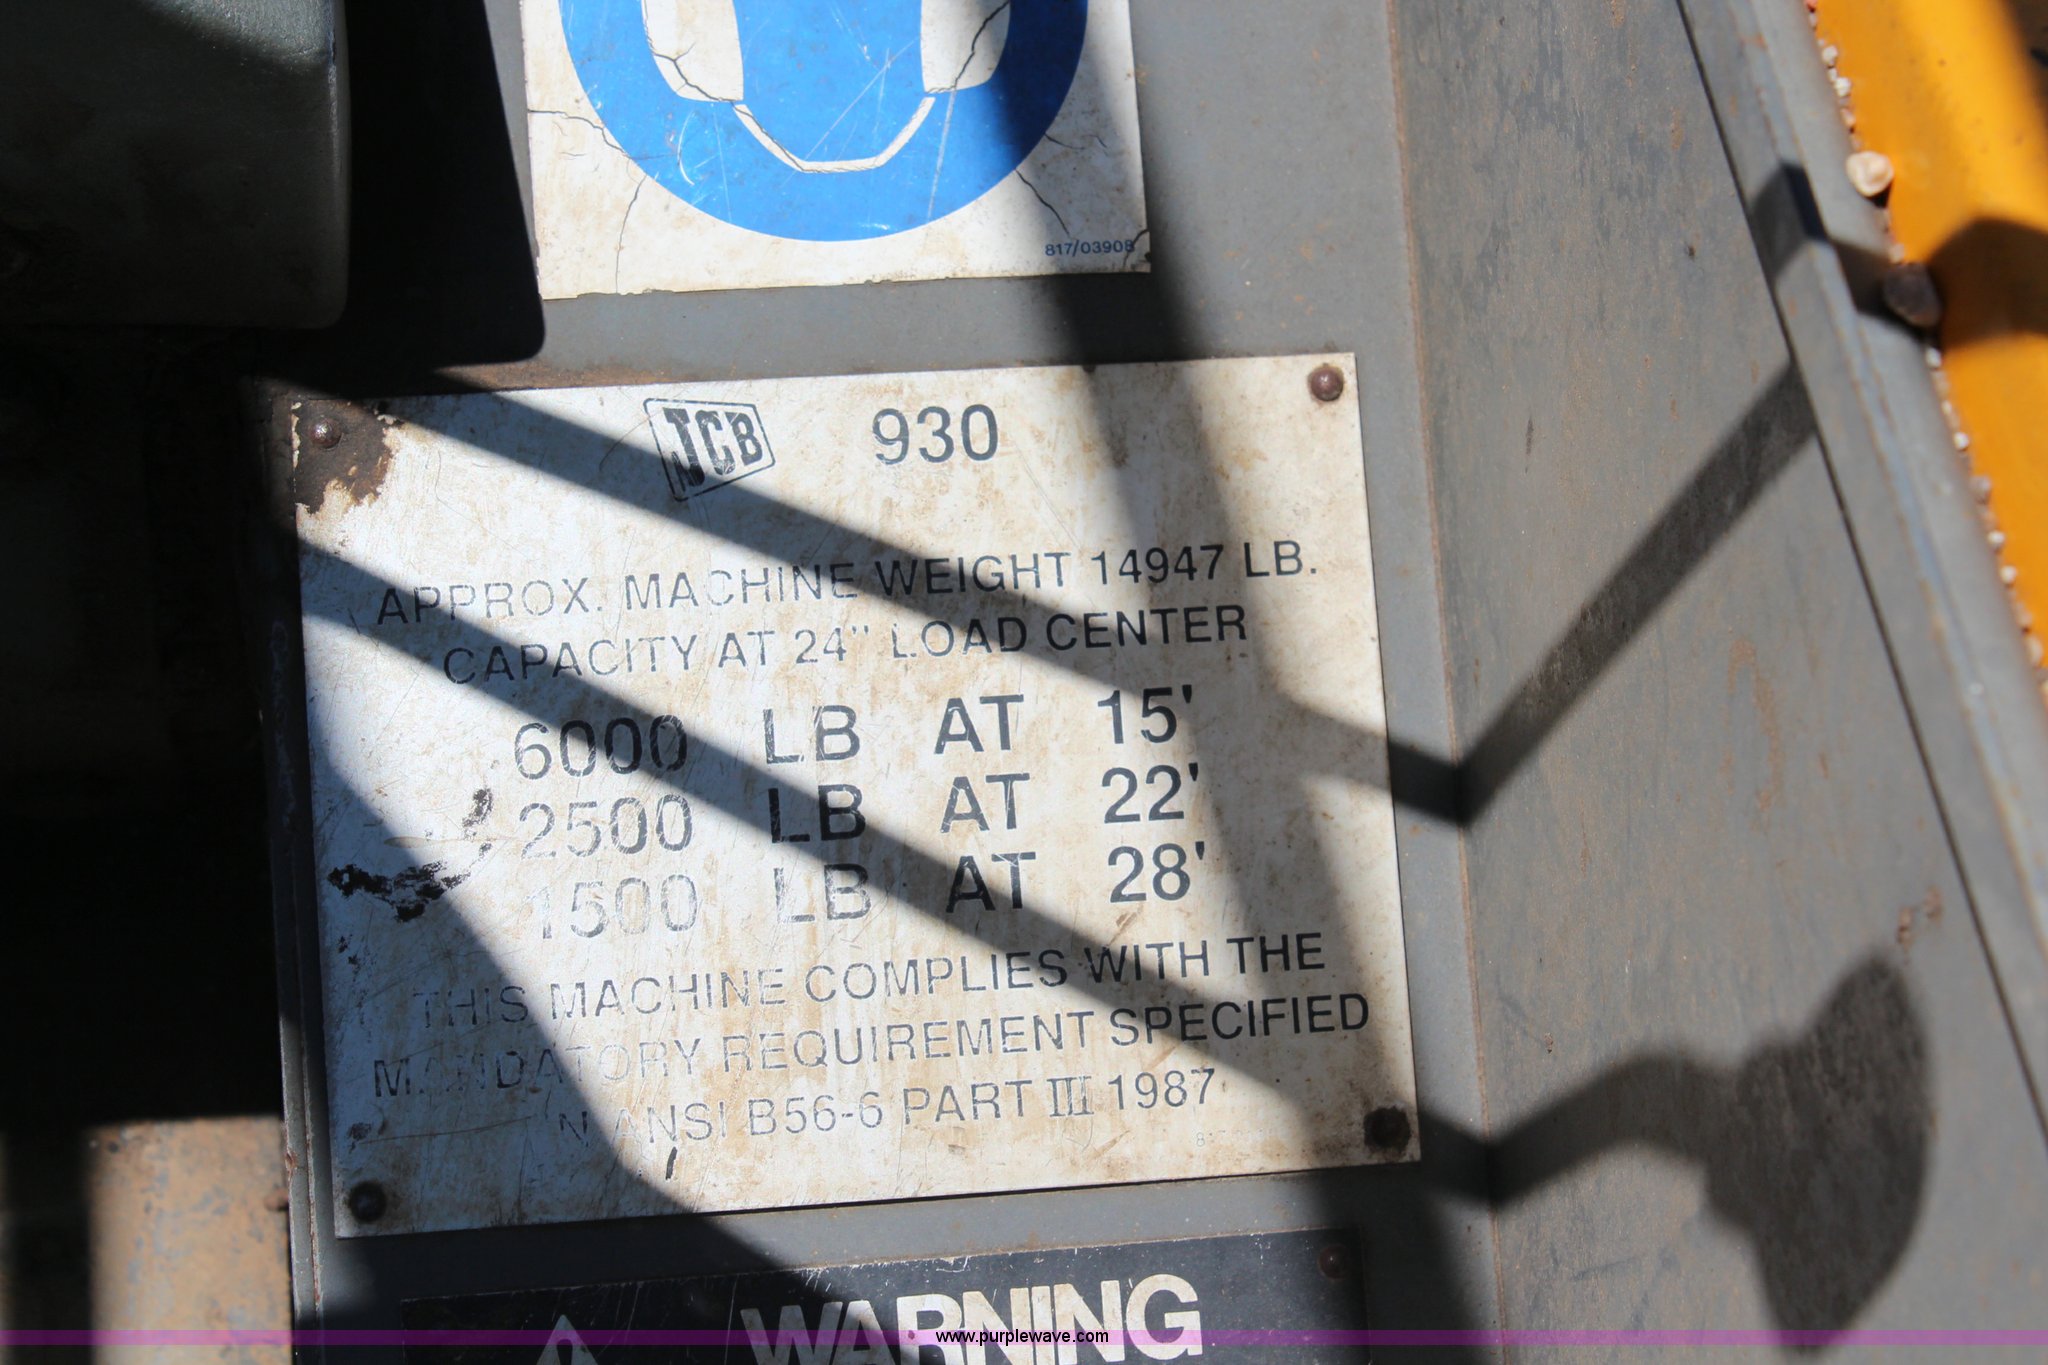 817/03908
JCB 930
APPROX. MACHINE WEIGHT 14947 LB.
CAPACITY AT 24" LOAD CENTER
6000 LB AT 15'
2500 LB AT 22'
1500 LB AT 28'
THIS MACHINE COMPLIES WITH THE
MANDATORY REQUIREMENT SPECIFIED
IN ANSI B56-6 PART III 1987
WARNING
www.purplewave.com